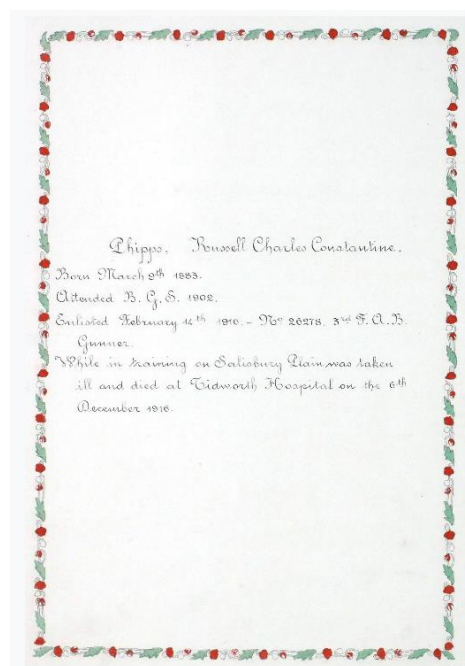 Phipps. Russell Charles Constantine.
Born March 9th 1883.
Attended B. G. S. 1902.
Enlisted February 14th 1916. - No 26278. 3rd F. A. B.
Gunner.
While in training on Salisbury Plain was taken
ill and died at Tidworth Hospital on the 6th
December 1916.